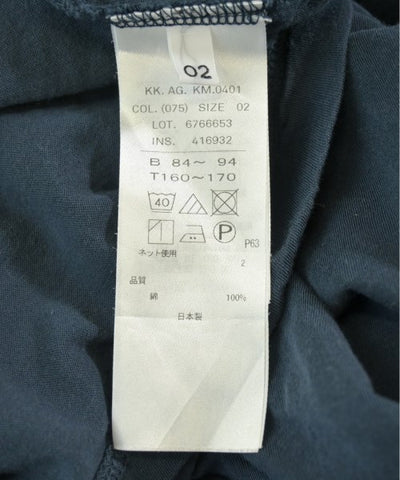 02
KK. AG. KM.0401
COL. (075) SIZE 02
LOT. 6766653
INS. 416932
B 84～ 94
T160～170
40
P P63
ネット使用 2
品質
綿 100%
日本製